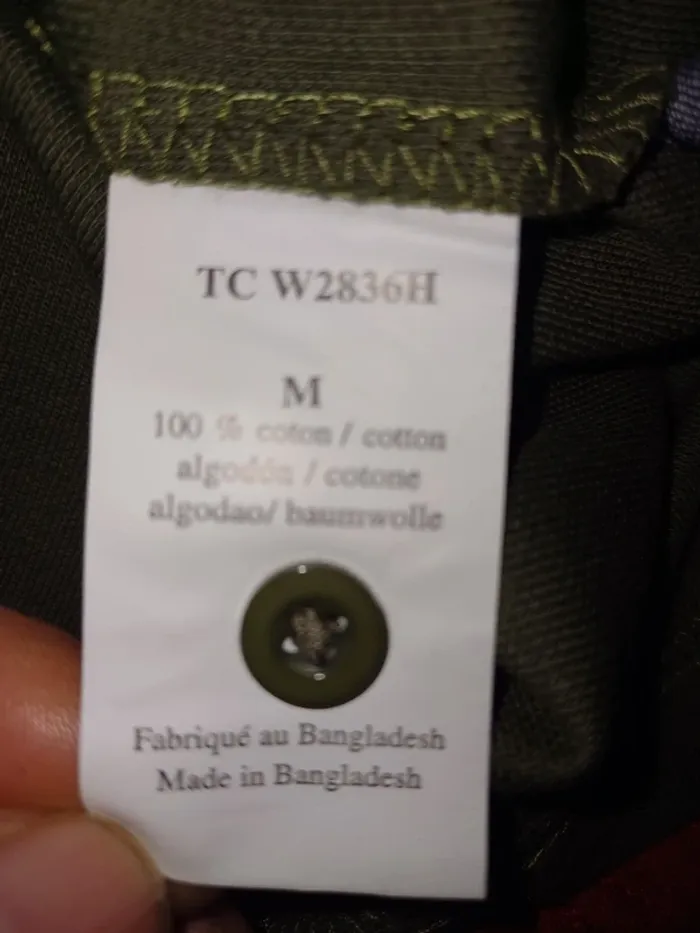 TC W2836H
M
100 % coton / cotton
algodón / cotone
algodao/ baumwolle
Fabriqué au Bangladesh
Made in Bangladesh